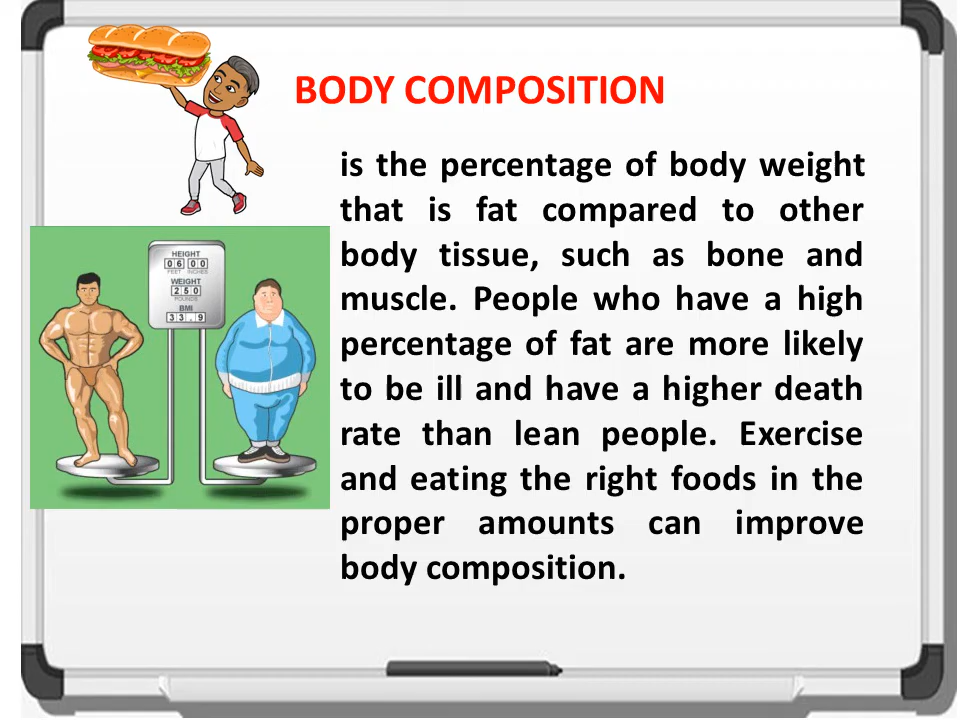 BODY COMPOSITION
is the percentage of body weight
that is fat compared to other
body tissue, such as bone and
muscle. People who have a high
percentage of fat are more likely
to be ill and have a higher death
rate than lean people. Exercise
and eating the right foods in the
proper amounts can improve
body composition.
HEIGHT
0 6 0 0
FEET INCHES
WEIGHT
2 5 0
POUNDS
BMI
3 3 . 9